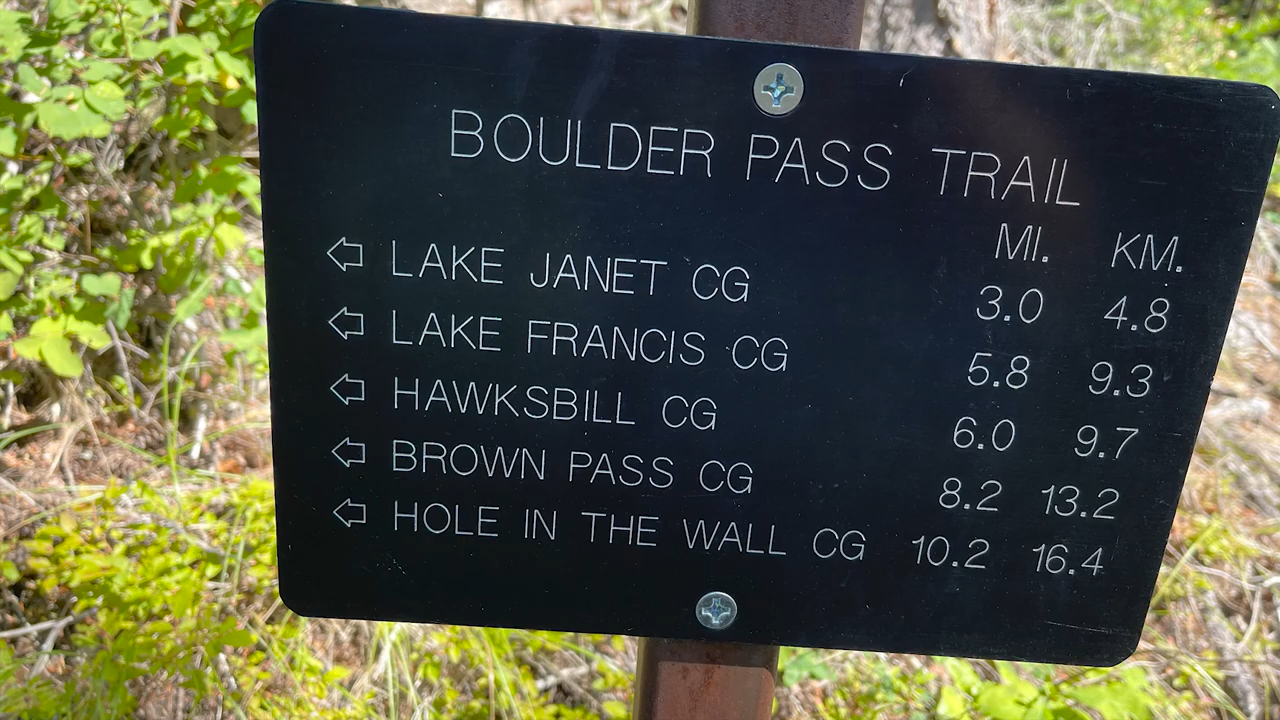 BOULDER PASS TRAIL
MI. KM.
LAKE JANET CG 3.0 4.8
LAKE FRANCIS CG 5.8 9.3
HAWKSBILL CG 6.0 9.7
BROWN PASS CG 8.2 13.2
HOLE IN THE WALL CG 10.2 16.4